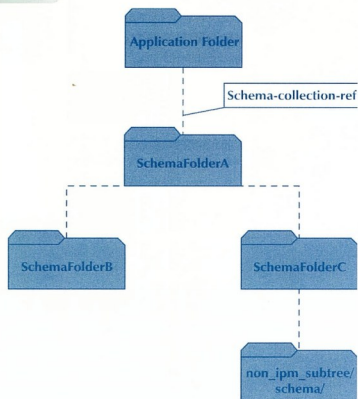 Application Folder
Schema-collection-ref
SchemaFolderA
SchemaFolderB
SchemaFolderC
non_ipm_subtree/
schema/